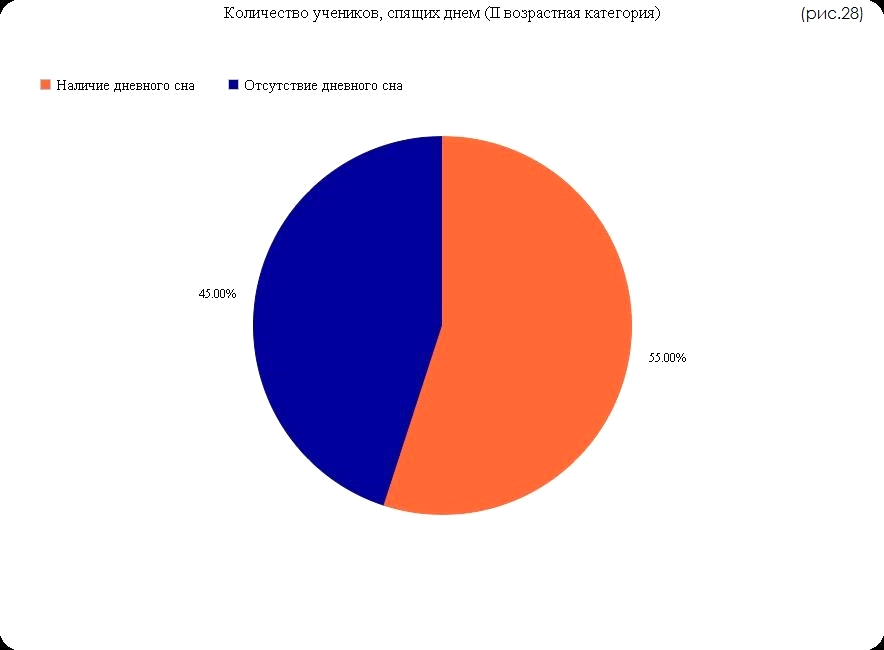 Количество учеников, спящих днем (II возрастная категория)
(рис.28)
Наличие дневного сна
Отсутствие дневного сна
45.00%
55.00%